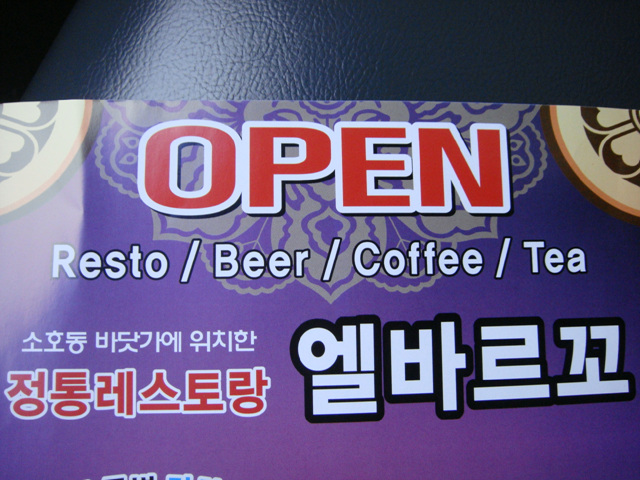 OPEN
Resto / Beer / Coffee / Tea
소호동 바닷가에 위치한
정통레스토랑
엘바르꼬